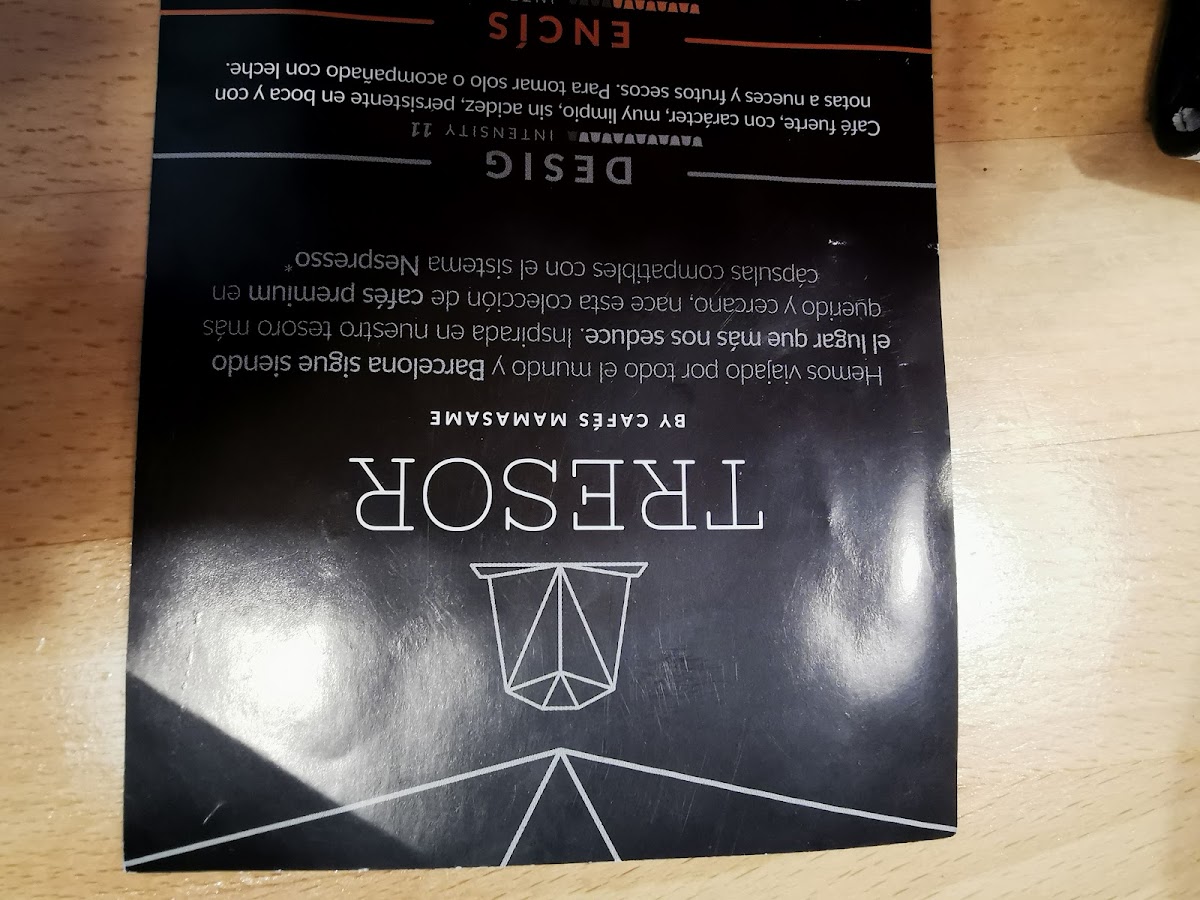 TRESOR
BY CAFÉS MAMASAME
Hemos viajado por todo el mundo y Barcelona sigue siendo
el lugar que más nos seduce. Inspirada en nuestro tesoro más
querido y cercano, nace esta colección de cafés premium en
cápsulas compatibles con el sistema Nespresso*
DESIG
INTENSITY 11
Café fuerte, con carácter, muy limpio, sin acidez, persistente en boca y con
notas a nueces y frutos secos. Para tomar solo o acompañado con leche.
ENCÍS